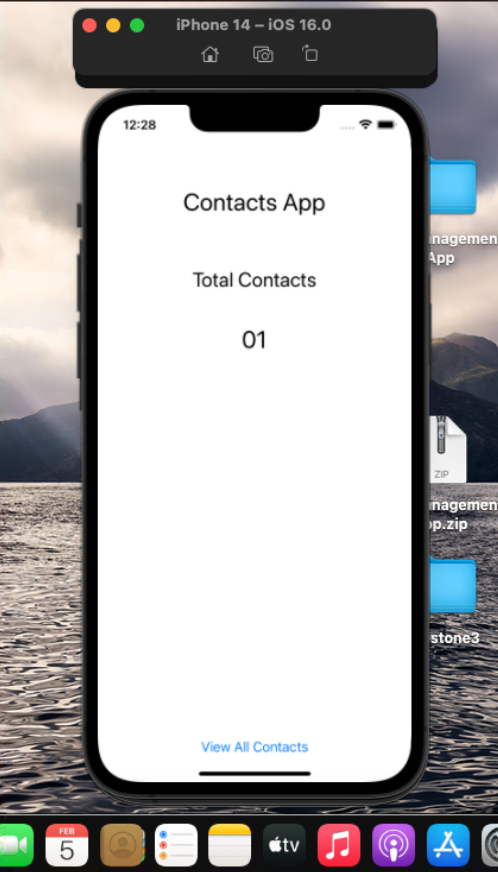 iPhone 14 – iOS 16.0
12:28
Contacts App
Total Contacts
01
View All Contacts
nagemen
App
ZIP
nagemen
pp.zip
stone3
FEB
5
tv